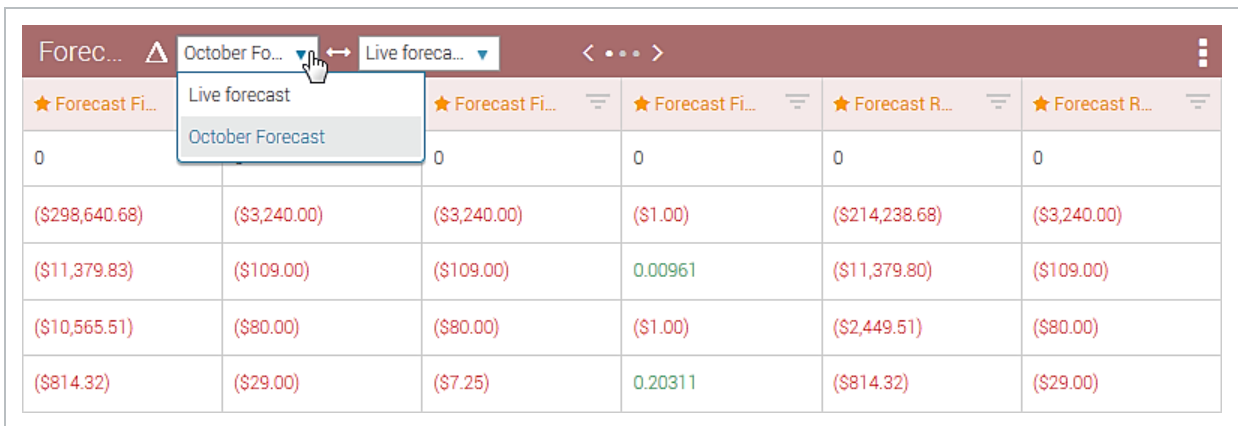 Forec... Δ October Fo... Live foreca...
Live forecast
October Forecast
Forecast Fi... Forecast Fi... Forecast Fi... Forecast R... Forecast R...
0 0 0 0 0
($298,640.68) ($3,240.00) ($3,240.00) ($1.00) ($214,238.68) ($3,240.00)
($11,379.83) ($109.00) ($109.00) 0.00961 ($11,379.80) ($109.00)
($10,565.51) ($80.00) ($80.00) ($1.00) ($2,449.51) ($80.00)
($814.32) ($29.00) ($7.25) 0.20311 ($814.32) ($29.00)